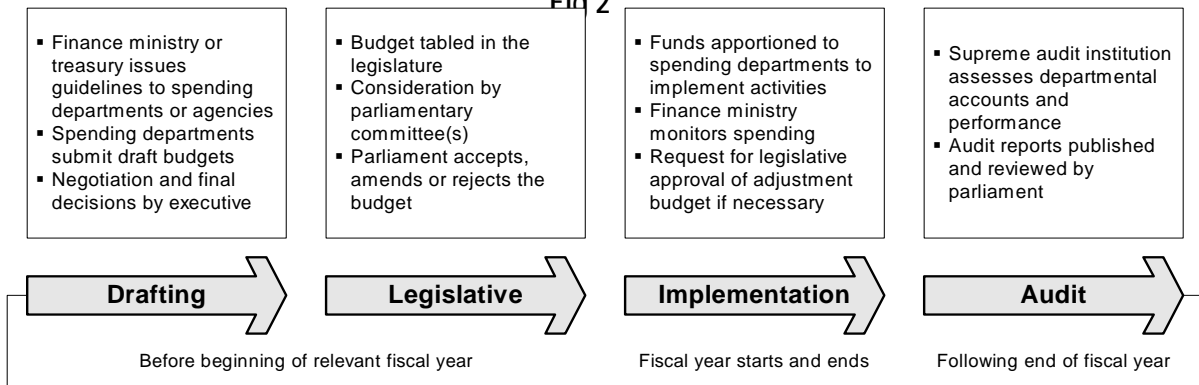 Fig 2
▪ Finance ministry or
treasury issues
guidelines to spending
departments or agencies
▪ Spending departments
submit draft budgets
▪ Negotiation and final
decisions by executive
▪ Budget tabled in the
legislature
▪ Consideration by
parliamentary
committee(s)
▪ Parliament accepts,
amends or rejects the
budget
▪ Funds apportioned to
spending departments to
implement activities
▪ Finance ministry
monitors spending
▪ Request for legislative
approval of adjustment
budget if necessary
▪ Supreme audit institution
assesses departmental
accounts and
performance
▪ Audit reports published
and reviewed by
parliament
Drafting
Legislative
Implementation
Audit
Before beginning of relevant fiscal year
Fiscal year starts and ends
Following end of fiscal year